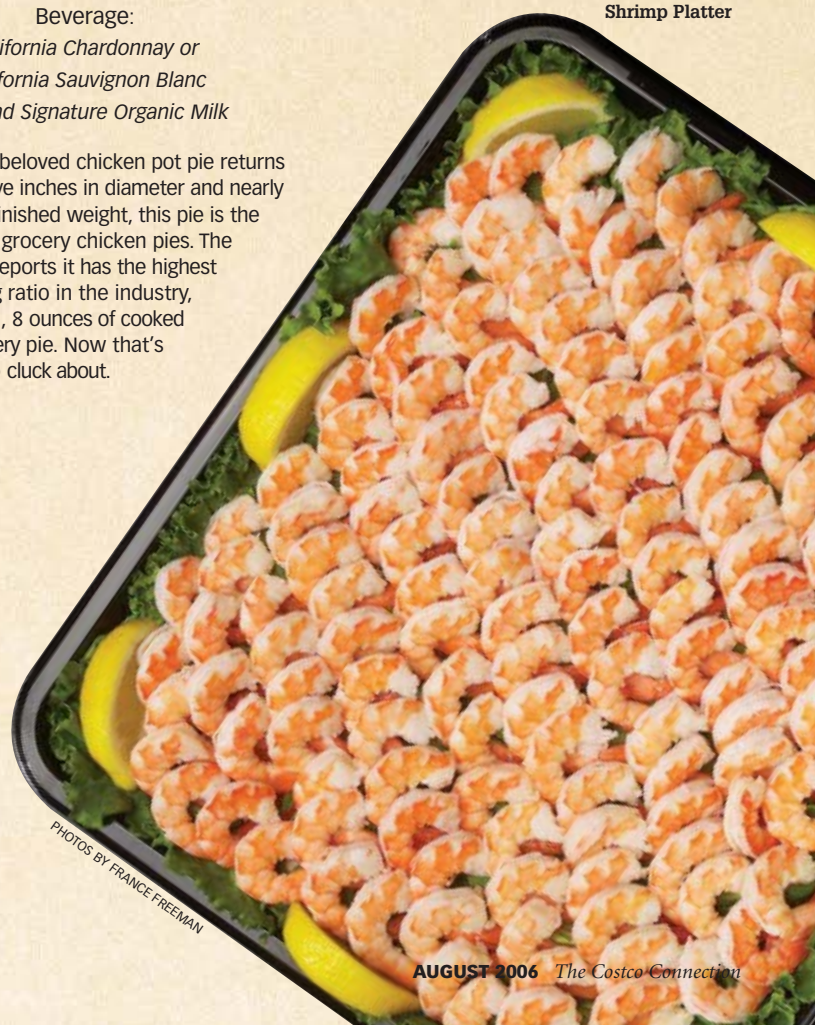 Shrimp Platter
Beverage:
ifornia Chardonnay or
fornia Sauvignon Blanc
nd Signature Organic Milk
beloved chicken pot pie returns
ve inches in diameter and nearly
inished weight, this pie is the
grocery chicken pies. The
eports it has the highest
g ratio in the industry,
, 8 ounces of cooked
ery pie. Now that's
cluck about.
PHOTOS BY FRANCE FREEMAN
AUGUST 2006 The Costco Connection